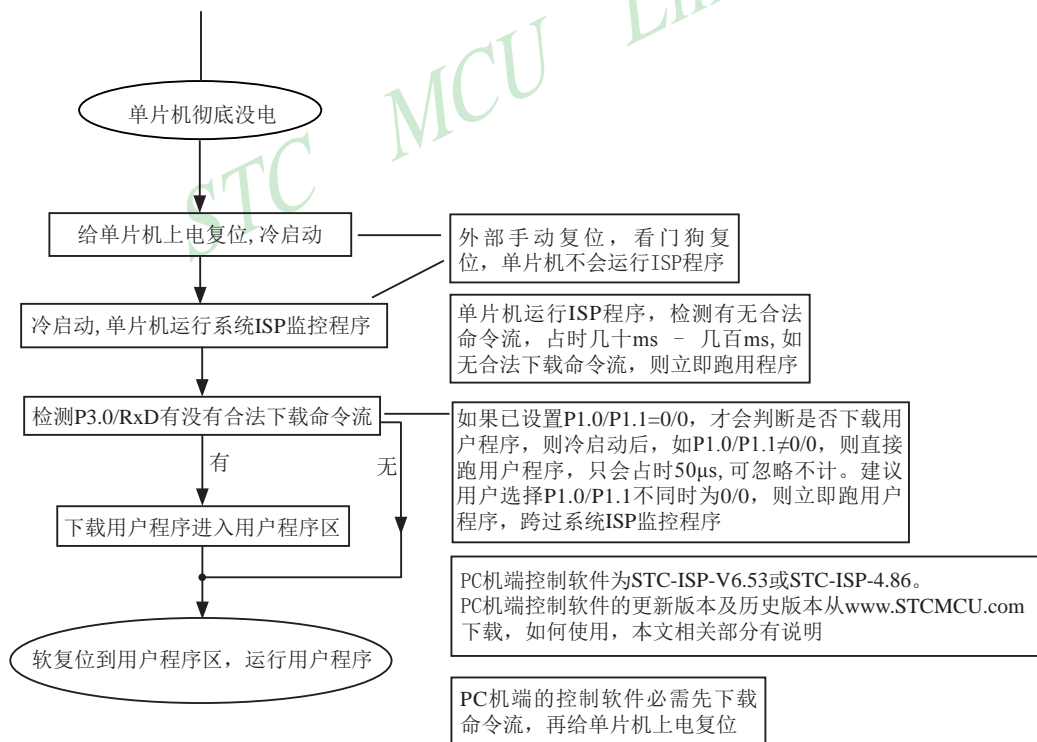 STC MCU Lim
单片机彻底没电
给单片机上电复位,冷启动
外部手动复位，看门狗复
位，单片机不会运行ISP程序
冷启动,单片机运行系统ISP监控程序
单片机运行ISP程序，检测有无合法
命令流，占时几十ms － 几百ms,如
无合法下载命令流，则立即跑用程序
检测P3.0/RxD有没有合法下载命令流
如果已设置P1.0/P1.1=0/0，才会判断是否下载用
户程序，则冷启动后，如P1.0/P1.1≠0/0，则直接
跑用户程序，只会占时50μs,可忽略不计。建议
用户选择P1.0/P1.1不同时为0/0，则立即跑用户
程序，跨过系统ISP监控程序
有
无
下载用户程序进入用户程序区
PC机端控制软件为STC-ISP-V6.53或STC-ISP-4.86。
PC机端控制软件的更新版本及历史版本从www.STCMCU.com
下载，如何使用，本文相关部分有说明
软复位到用户程序区，运行用户程序
PC机端的控制软件必需先下载
命令流，再给单片机上电复位